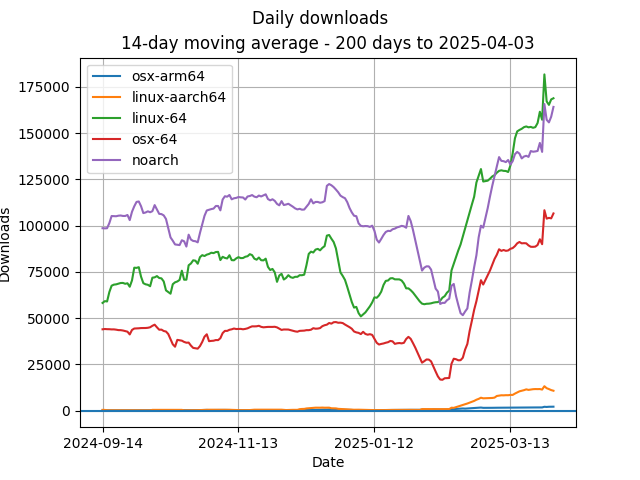 Daily downloads
14-day moving average - 200 days to 2025-04-03
osx-arm64
linux-aarch64
linux-64
osx-64
noarch
175000
150000
125000
100000
75000
50000
25000
0
Downloads
2024-09-14
2024-11-13
2025-01-12
2025-03-13
Date